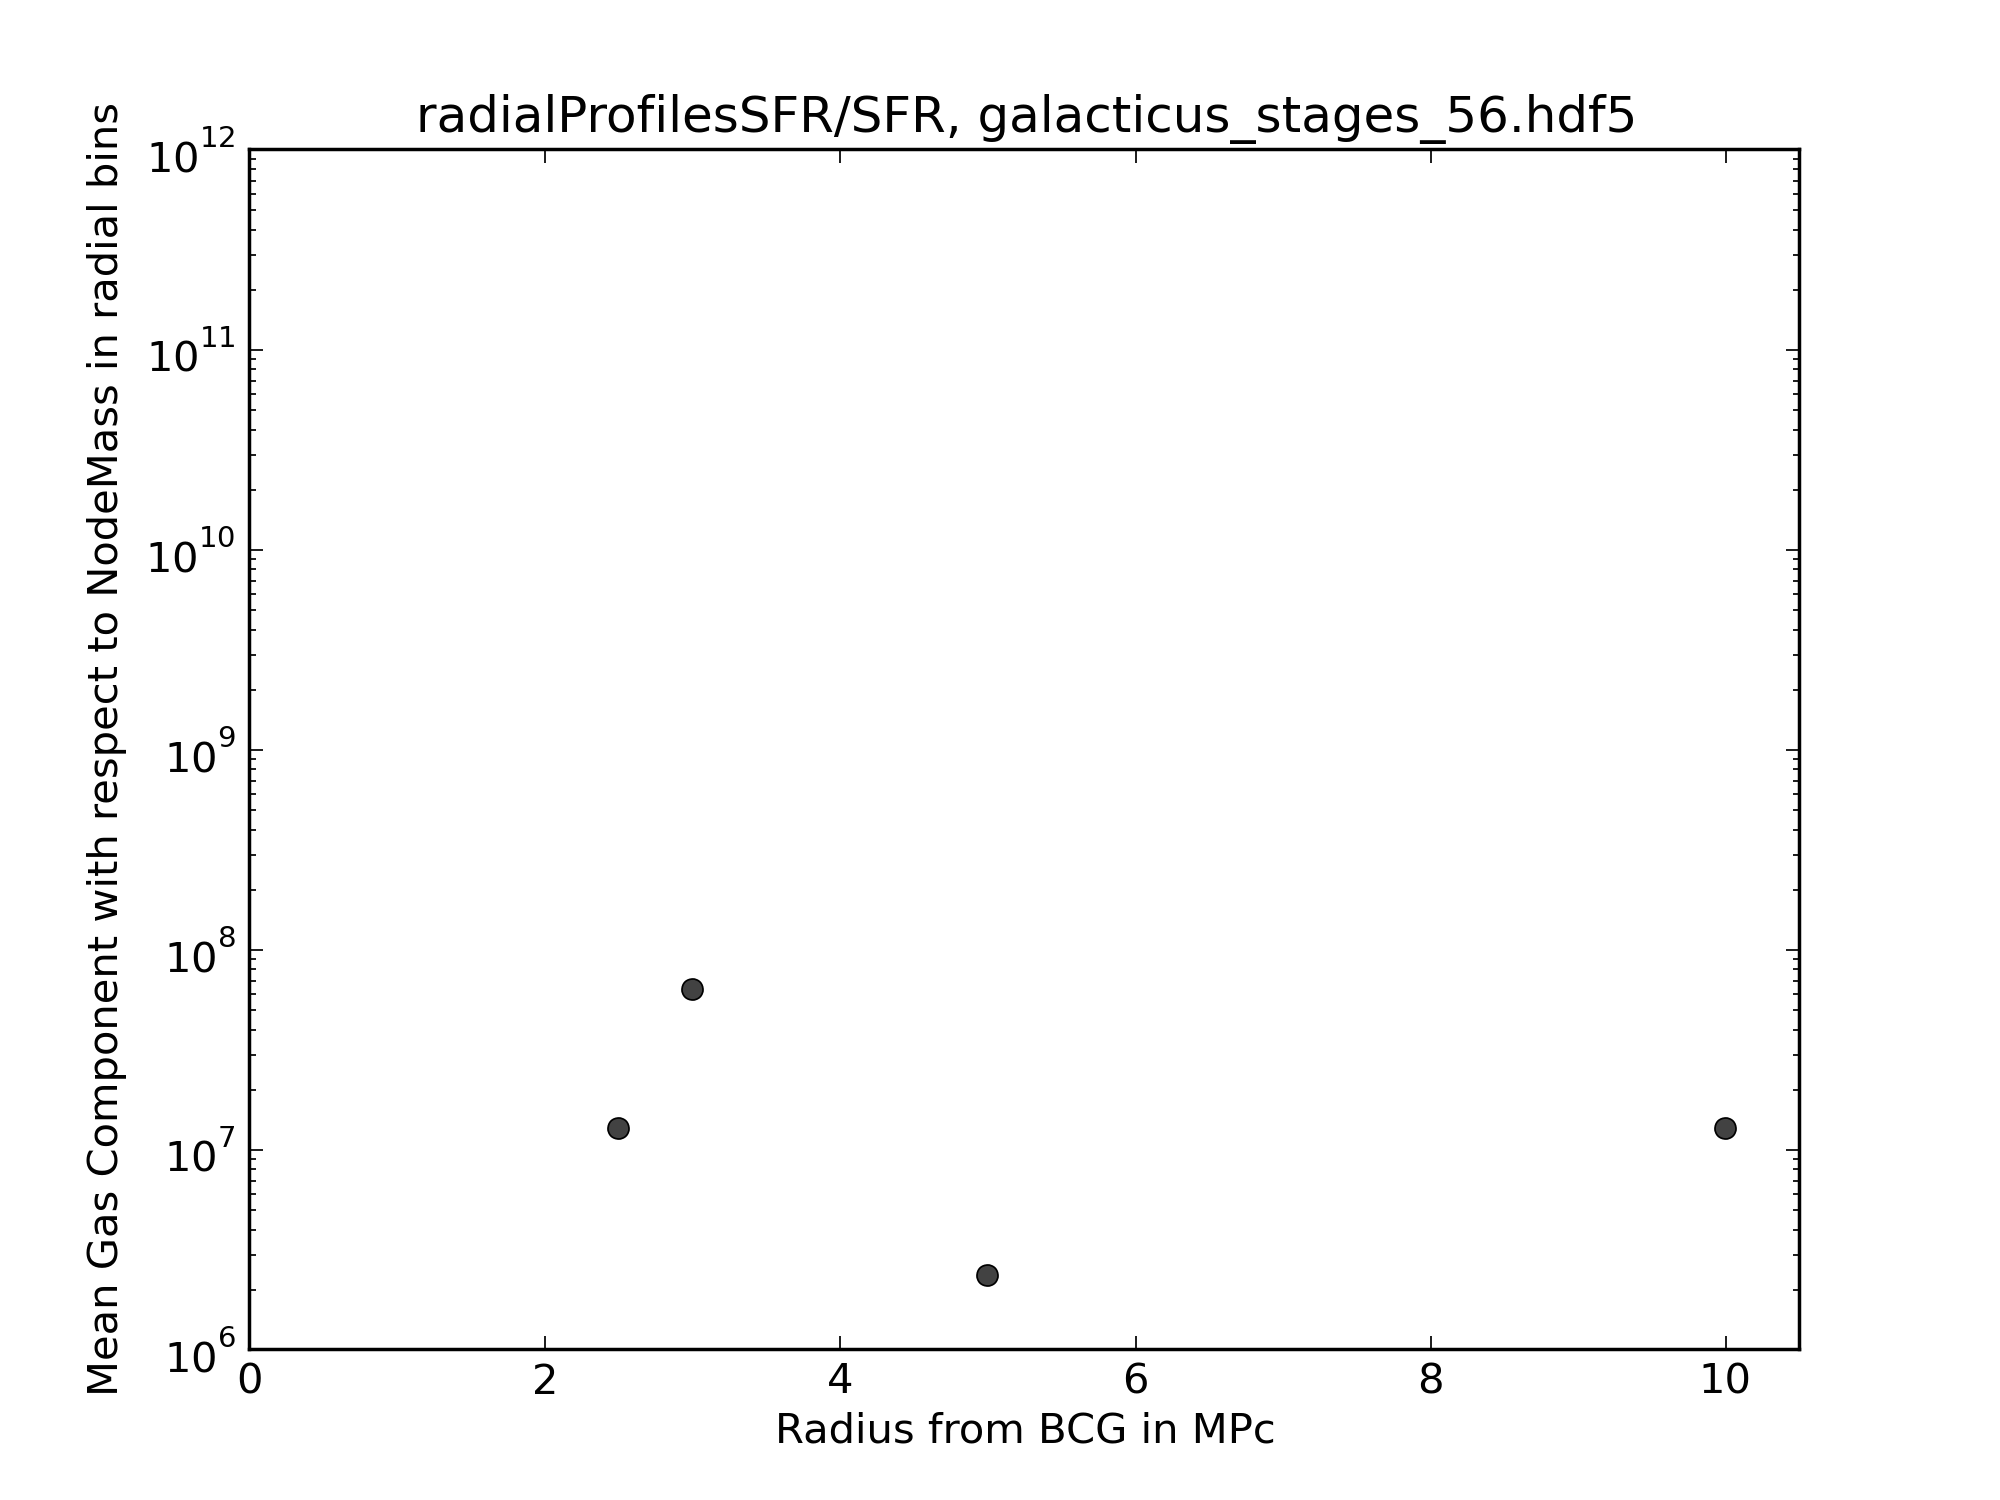 radialProfilesSFR/SFR, galacticus_stages_56.hdf5
Mean Gas Component with respect to NodeMass in radial bins
10^12
10^11
10^10
10^9
10^8
10^7
10^6
0 2 4 6 8 10
Radius from BCG in MPc